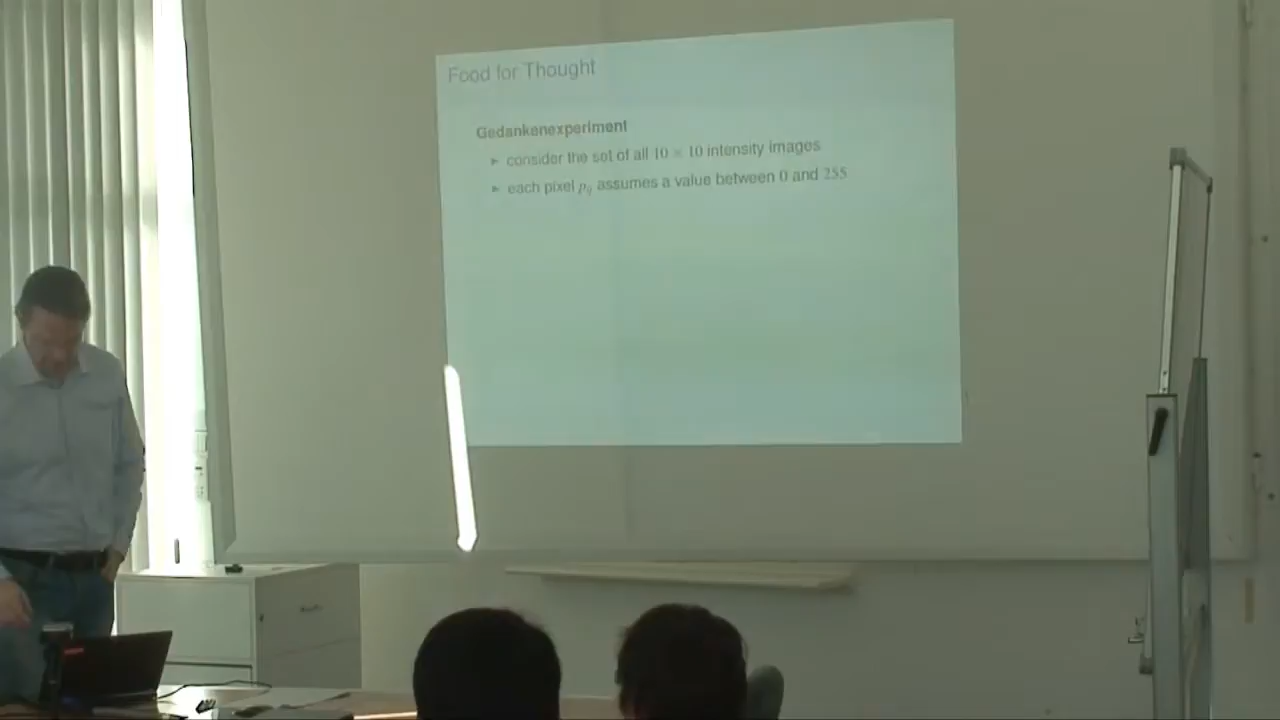 Food for Thought
Gedankenexperiment
► consider the set of all 10 × 10 intensity images
► each pixel pᵢⱼ assumes a value between 0 and 255